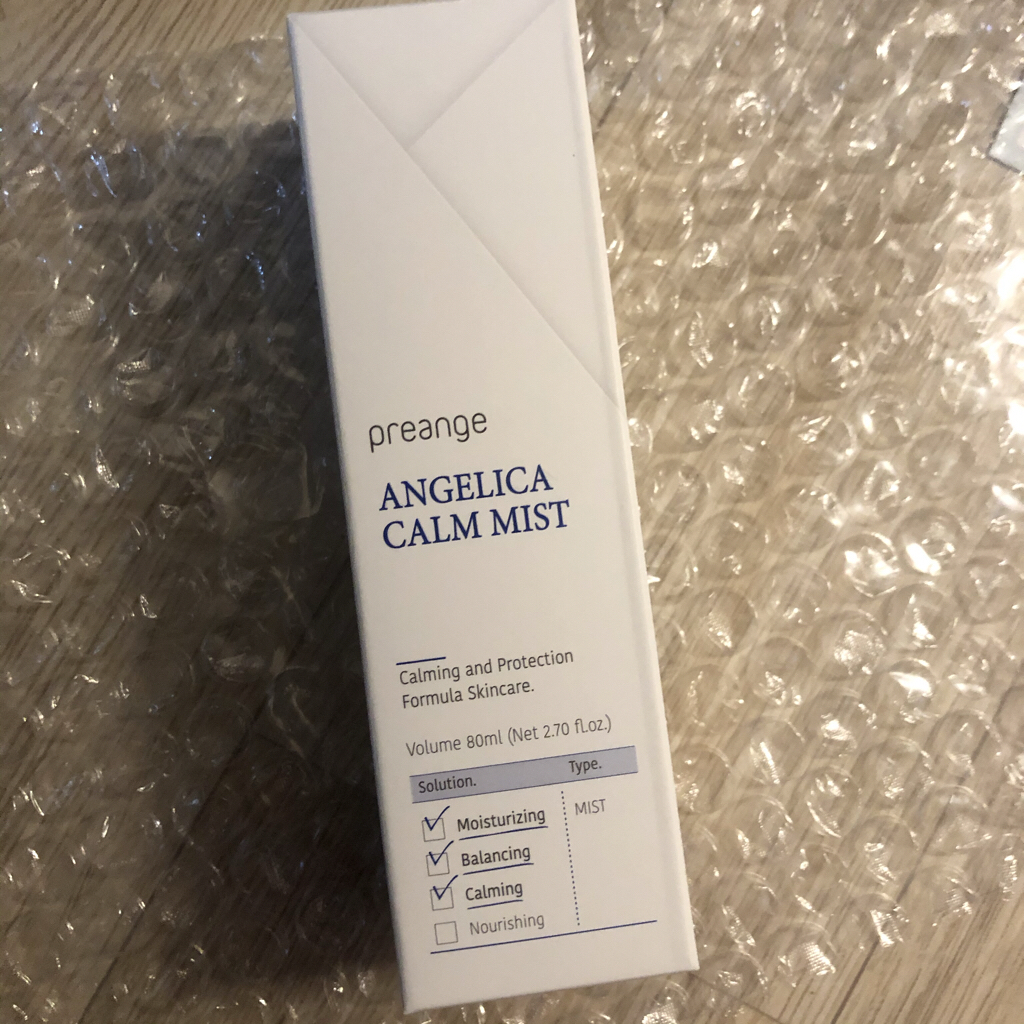 preange
ANGELICA
CALM MIST
Calming and Protection
Formula Skincare.
Volume 80ml (Net 2.70 fl.oz.)
Solution. Type.
Moisturizing MIST
Balancing
Calming
Nourishing